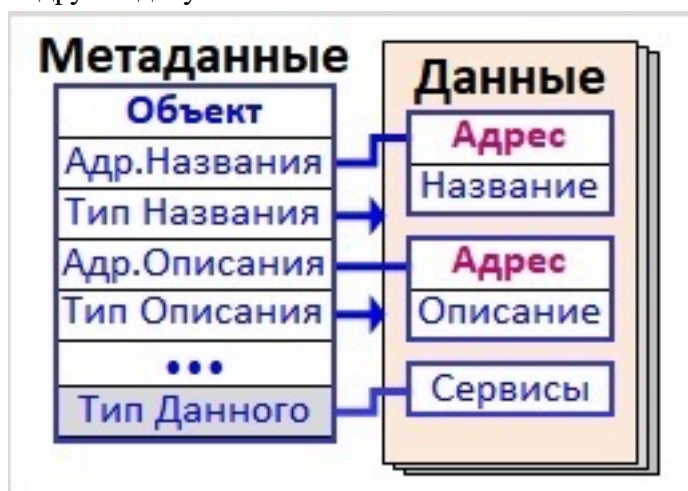 Метаданные
Объект
Адр.Названия
Тип Названия
Адр.Описания
Тип Описания
•••
Тип Данного
Данные
Адрес
Название
Адрес
Описание
Сервисы